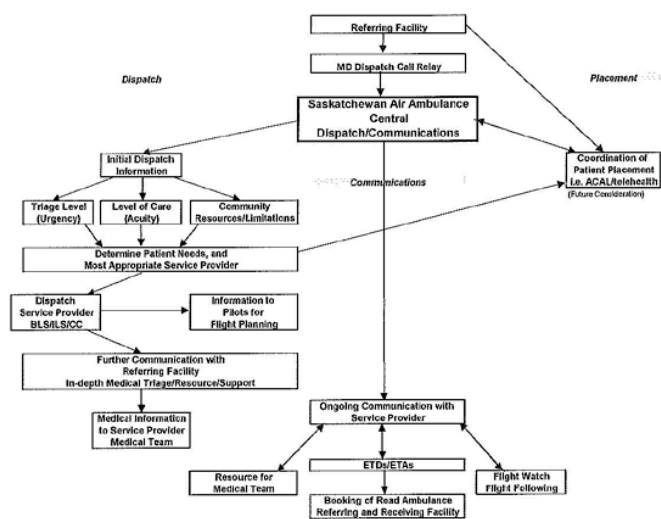 Referring Facility
MD Dispatch Call Relay
Dispatch
Placement
Saskatchewan Air Ambulance
Central
Dispatch/Communications
Initial Dispatch
Information
Communications
Coordination of
Patient Placement
i.e. ACAL/telehealth
(Future Consideration)
Triage Level
(Urgency)
Level of Care
(Acuity)
Community
Resources/Limitations
Determine Patient Needs, and
Most Appropriate Service Provider
Dispatch
Service Provider
BLS/ILS/CC
Information to
Pilots for
Flight Planning
Further Communication with
Referring Facility
In-depth Medical Triage/Resource/Support
Medical Information
to Service Provider
Medical Team
Ongoing Communication with
Service Provider
Resource for
Medical Team
ETDs/ETAs
Flight Watch
Flight Following
Booking of Road Ambulance
Referring and Receiving Facility